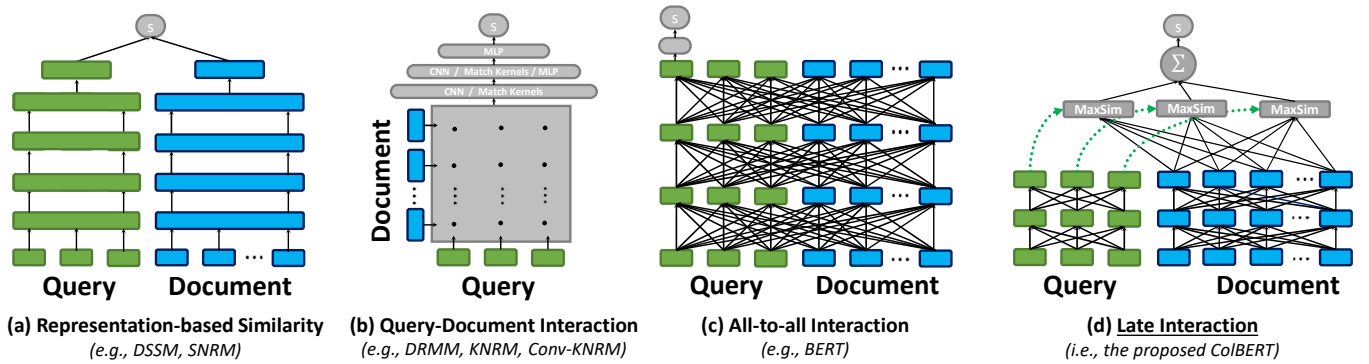 s
Query Document
(a) Representation-based Similarity
(e.g., DSSM, SNRM)
s
MLP
CNN / Match Kernels / MLP
CNN / Match Kernels
Document
Query
(b) Query-Document Interaction
(e.g., DRMM, KNRM, Conv-KNRM)
s
Query Document
(c) All-to-all Interaction
(e.g., BERT)
s
Σ
MaxSim MaxSim MaxSim
Query Document
(d) Late Interaction
(i.e., the proposed ColBERT)